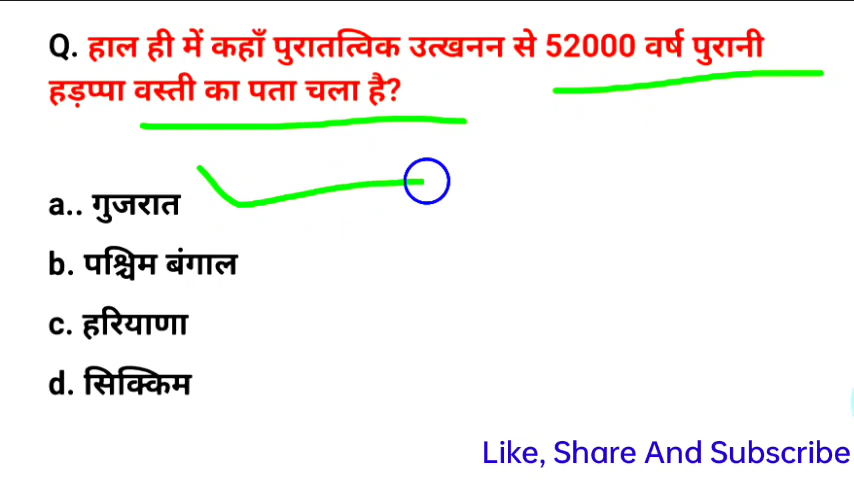 Q. हाल ही में कहाँ पुरातत्विक उत्खनन से 52000 वर्ष पुरानी
हड़प्पा वस्ती का पता चला है?
a.. गुजरात
b. पश्चिम बंगाल
c. हरियाणा
d. सिक्किम
Like, Share And Subscribe